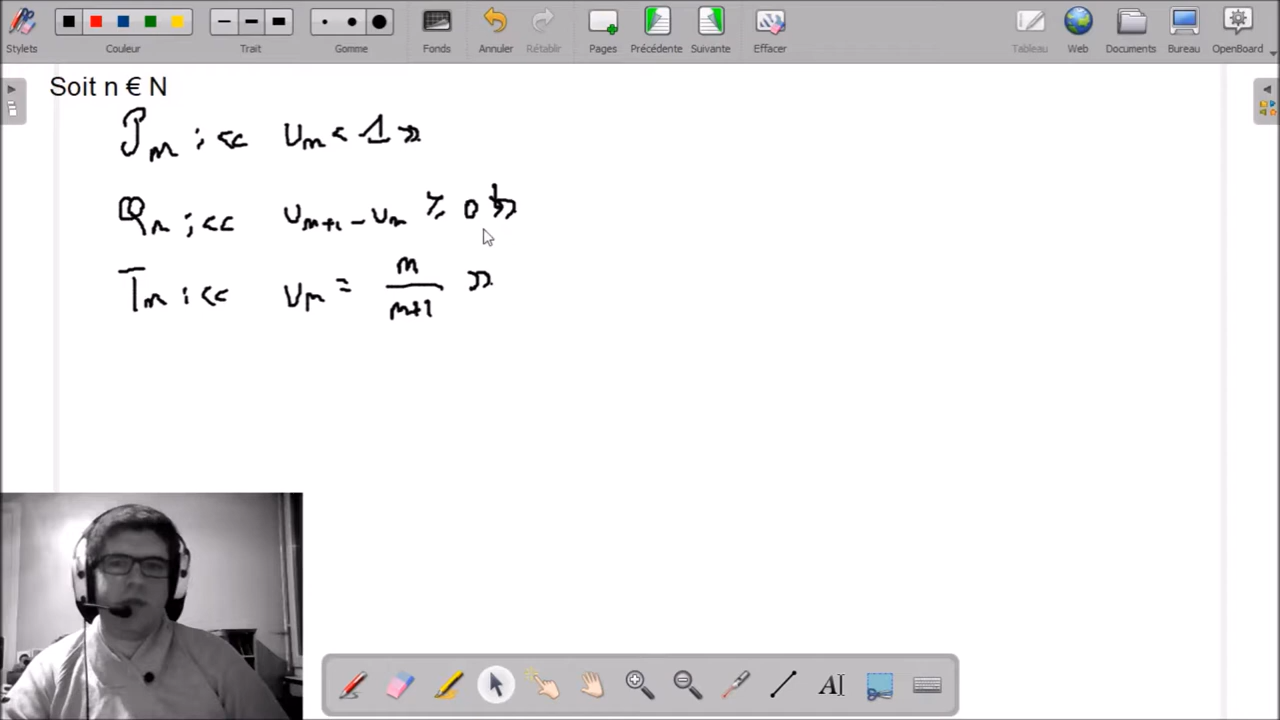 Stylets Couleur Trait Gomme Fonds Annuler Rétablir Pages Précédente Suivante Effacer Tableau Web Documents Bureau OpenBoard
Soit n € N
Pn : « Un < 1 »
Qn : « Un+1 - Un ≥ 0 »
Tn : « Un = n/(n+1) »
AI